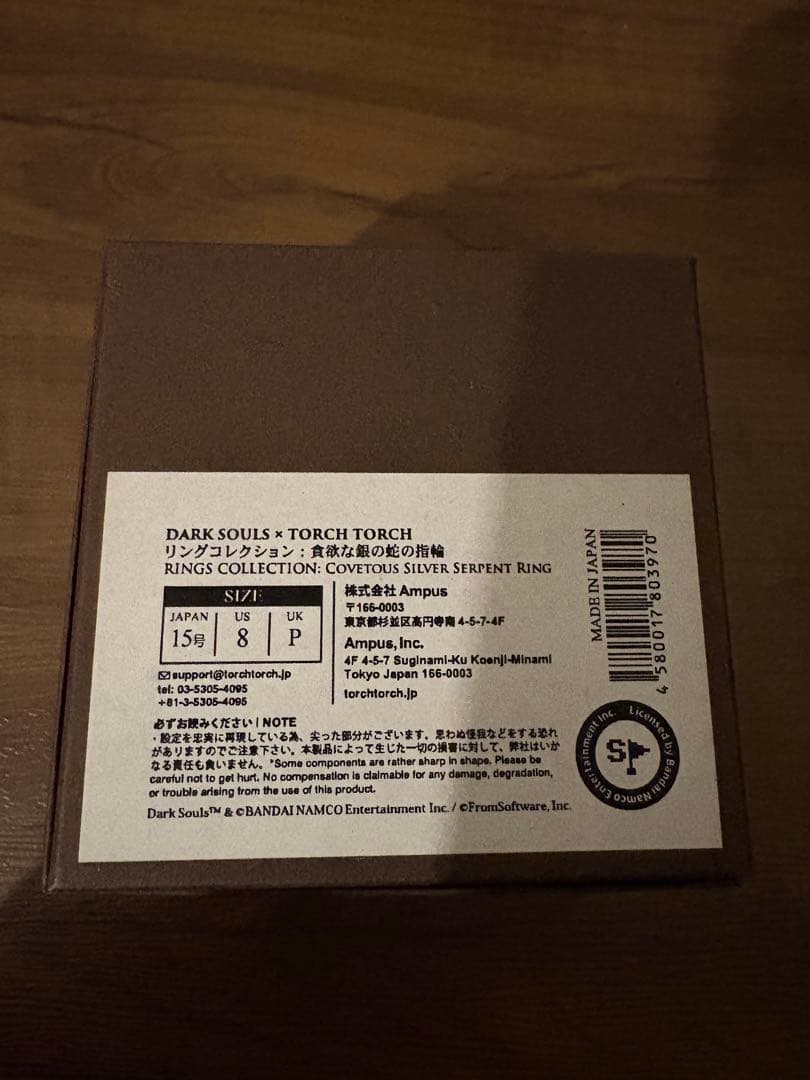 DARK SOULS × TORCH TORCH
リングコレクション：貪欲な銀の蛇の指輪
RINGS COLLECTION: COVETOUS SILVER SERPENT RING
SIZE
JAPAN
15号
US
8
UK
P
support@torchtorch.jp
tel: 03-5305-4095
+81-3-5305-4095
株式会社 Ampus
〒166-0003
東京都杉並区高円寺南 4-5-7-4F
Ampus, Inc.
4F 4-5-7 Suginami-Ku Koenji-Minami
Tokyo Japan 166-0003
torchtorch.jp
必ずお読みください | NOTE
・設定を忠実に再現している為、尖った部分がございます。思わぬ怪我などをする恐れ
がありますのでご注意下さい。本製品によって生じた一切の損害に対して、弊社はいか
なる責任も負いません。*Some components are rather sharp in shape. Please be
careful not to get hurt. No compensation is claimable for any damage, degradation,
or trouble arising from the use of this product.
Dark Souls™ & ©BANDAI NAMCO Entertainment Inc. / ©FromSoftware, Inc.
MADE IN JAPAN
4580017803970
Licensed by Bandai Namco Entertainment Inc.
SP